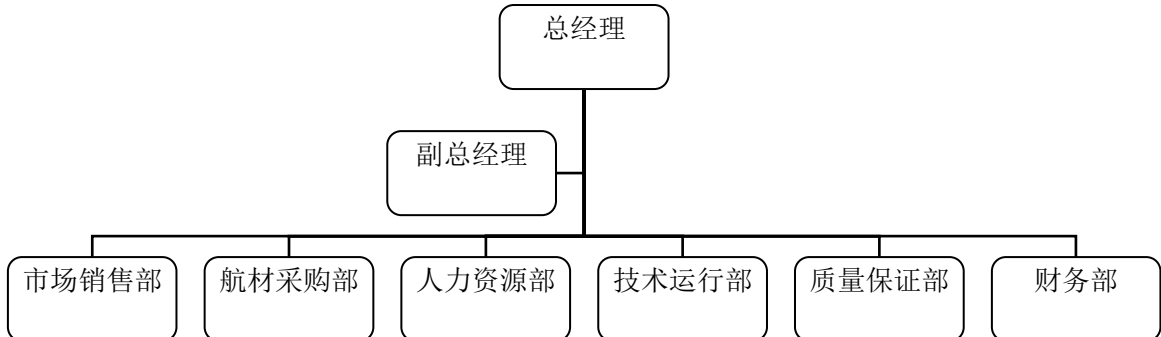 总经理
副总经理
市场销售部
航材采购部
人力资源部
技术运行部
质量保证部
财务部